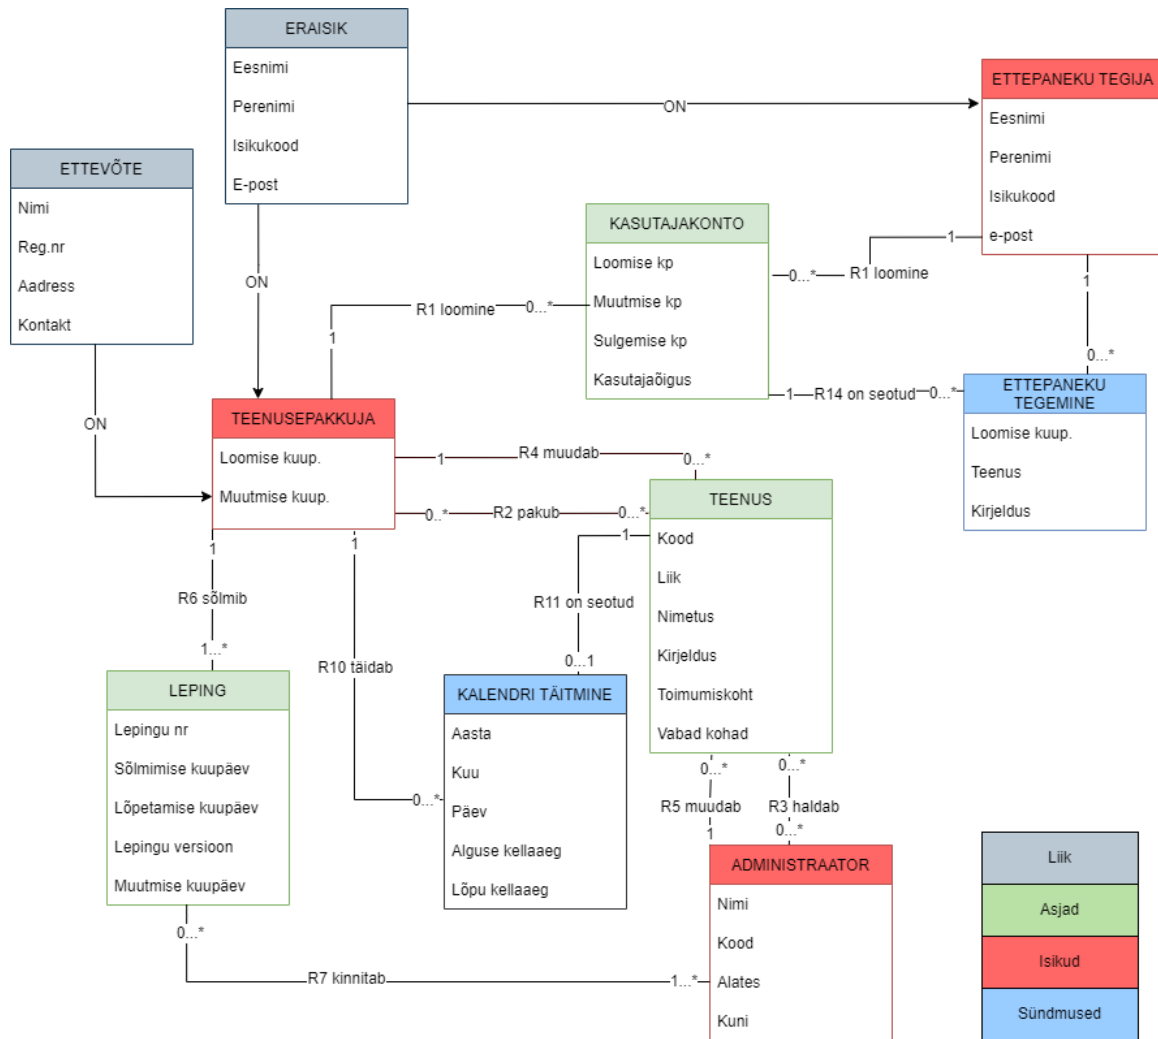 ERAISIK
Eesnimi
Perenimi
Isikukood
E-post
ETTEPANEKU TEGIJA
Eesnimi
Perenimi
Isikukood
e-post
ON
ETTEVÕTE
Nimi
Reg.nr
Aadress
Kontakt
KASUTAJAKONTO
Loomise kp
Muutmise kp
Sulgemise kp
Kasutajaõigus
1
0...*
R1 loomine
ON
R1 loomine
0...*
1
1
0...*
1
R14 on seotud
0...*
ETTEPANEKU
TEGEMINE
Loomise kuup.
Teenus
Kirjeldus
ON
TEENUSEPAKKUJA
Loomise kuup.
Muutmise kuup.
1
R4 muudab
0...*
0..*
R2 pakub
0...*
TEENUS
Kood
Liik
Nimetus
Kirjeldus
Toimumiskoht
Vabad kohad
1
R6 sõlmib
1...*
1
R10 täidab
0...*
1
R11 on seotud
0...1
LEPING
Lepingu nr
Sõlmimise kuupäev
Lõpetamise kuupäev
Lepingu versioon
Muutmise kuupäev
KALENDRI TÄITMINE
Aasta
Kuu
Päev
Alguse kellaaeg
Lõpu kellaaeg
0...*
0...*
R5 muudab
R3 haldab
1
0...*
ADMINISTRAATOR
Nimi
Kood
Alates
Kuni
0...*
R7 kinnitab
1...*
Liik
Asjad
Isikud
Sündmused